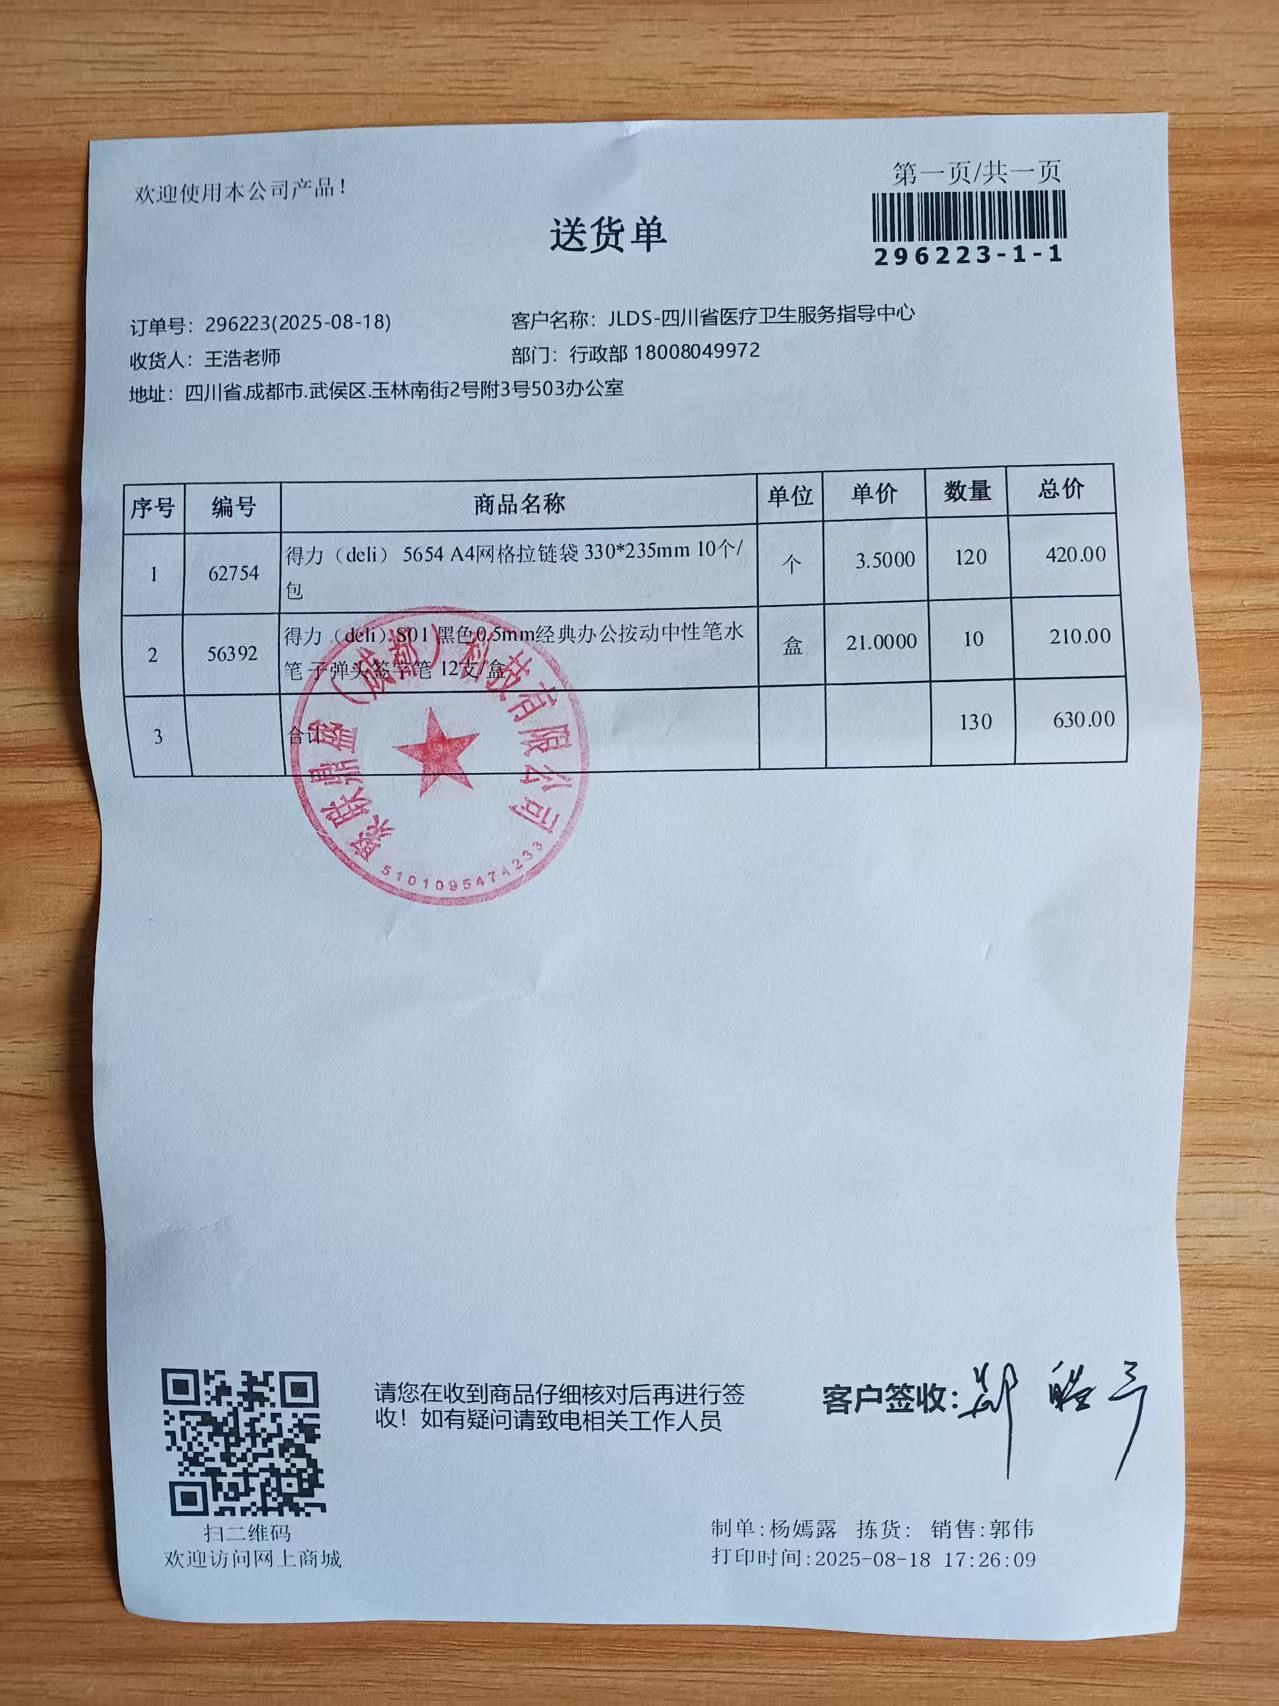 欢迎使用本公司产品！
第一页/共一页
送货单
296223-1-1
订单号：296223(2025-08-18)
客户名称：JLDS-四川省医疗卫生服务指导中心
收货人：王浩老师
部门：行政部 18008049972
地址：四川省.成都市.武侯区.玉林南街2号附3号503办公室
序号 编号 商品名称 单位 单价 数量 总价
1 62754 得力（deli） 5654 A4网格拉链袋 330*235mm 10个/包 个 3.5000 120 420.00
2 56392 得力（deli）S01 黑色0.5mm经典办公按动中性笔水笔 子弹头签字笔 12支/盒 盒 21.0000 10 210.00
3 合计 130 630.00
聚联鼎盛（成都）科技有限公司
5101095474233
请您在收到商品仔细核对后再进行签
收！如有疑问请致电相关工作人员
客户签收：
扫二维码
欢迎访问网上商城
制单:杨嫣露 拣货: 销售:郭伟
打印时间:2025-08-18 17:26:09